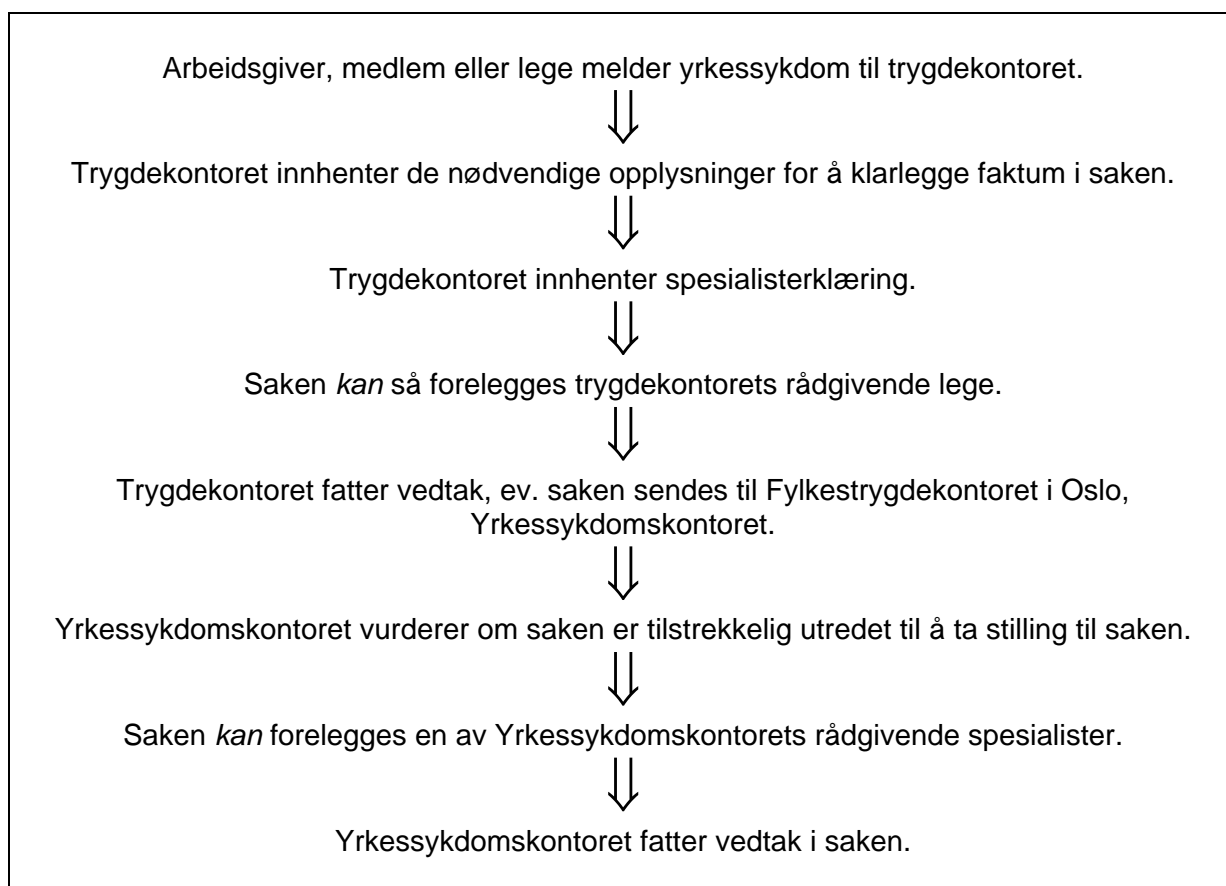 Arbeidsgiver, medlem eller lege melder yrkessykdom til trygdekontoret.
Trygdekontoret innhenter de nødvendige opplysninger for å klarlegge faktum i saken.
Trygdekontoret innhenter spesialisterklæring.
Saken kan så forelegges trygdekontorets rådgivende lege.
Trygdekontoret fatter vedtak, ev. saken sendes til Fylkestrygdekontoret i Oslo,
Yrkessykdomskontoret.
Yrkessykdomskontoret vurderer om saken er tilstrekkelig utredet til å ta stilling til saken.
Saken kan forelegges en av Yrkessykdomskontorets rådgivende spesialister.
Yrkessykdomskontoret fatter vedtak i saken.